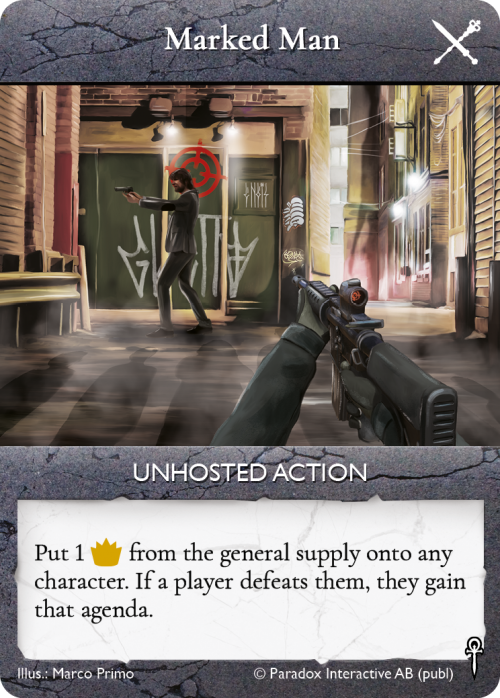 Marked Man
UNHOSTED ACTION
Put 1 from the general supply onto any
character. If a player defeats them, they gain
that agenda.
Illus.: Marco Primo
© Paradox Interactive AB (publ)